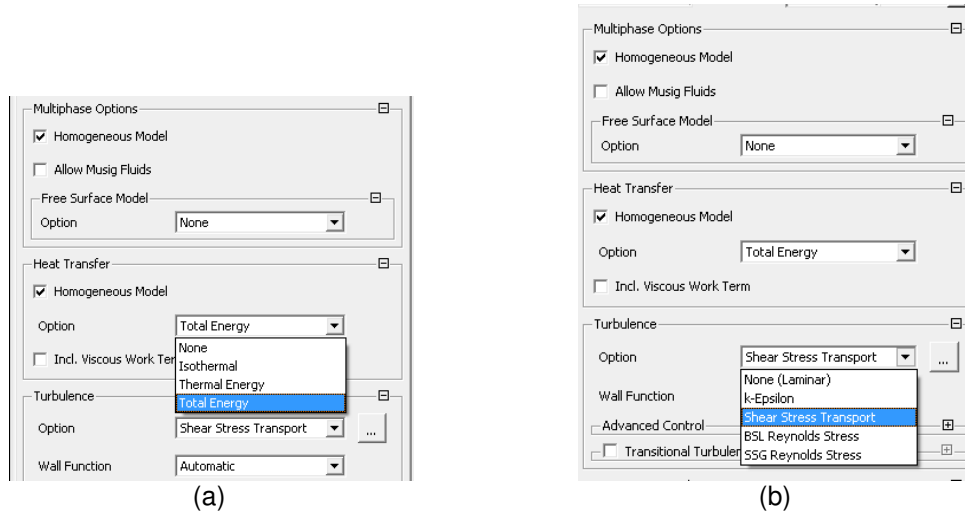 Multiphase Options
Homogeneous Model
Allow Musig Fluids
Free Surface Model
Option None
Heat Transfer
Homogeneous Model
Option Total Energy
None
Incl. Viscous Work Ter
Isothermal
Thermal Energy
Total Energy
Turbulence
Option Shear Stress Transport ...
Wall Function Automatic
(a)
Multiphase Options
Homogeneous Model
Allow Musig Fluids
Free Surface Model
Option None
Heat Transfer
Homogeneous Model
Option Total Energy
Incl. Viscous Work Term
Turbulence
Option Shear Stress Transport ...
None (Laminar)
Wall Function
k-Epsilon
Shear Stress Transport
Advanced Control
BSL Reynolds Stress
Transitional Turbuler
SSG Reynolds Stress
(b)